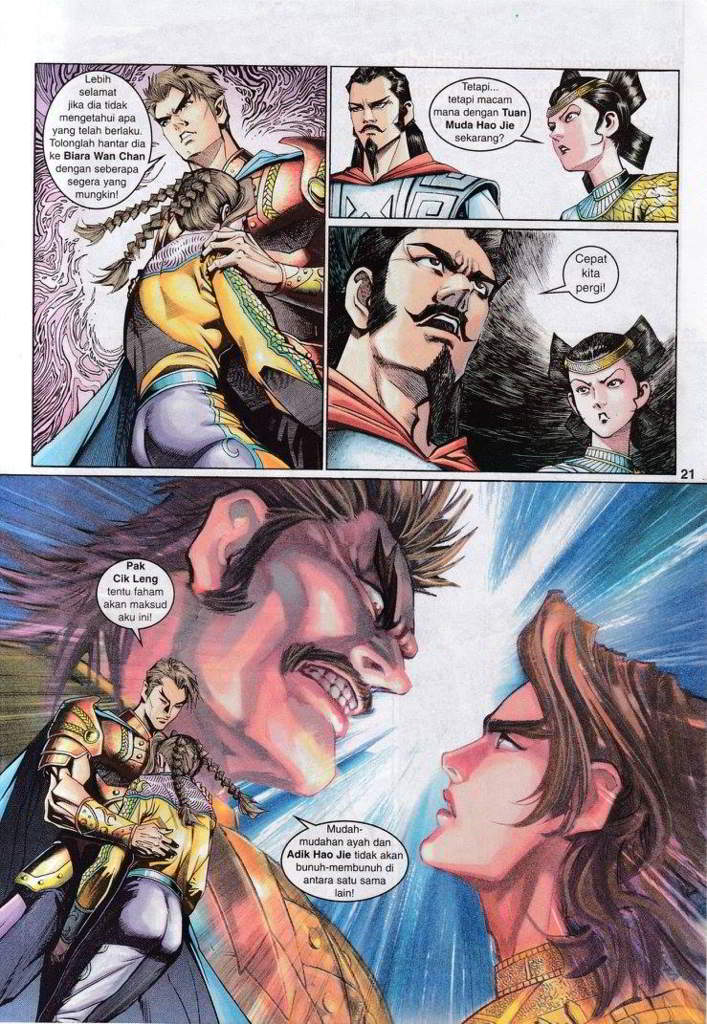 Lebih
selamat
jika dia tidak
mengetahui apa
yang telah berlaku.
Tolonglah hantar dia
ke Biara Wan Chan
dengan seberapa
segera yang
mungkin!
Tetapi...
tetapi macam
mana dengan Tuan
Muda Hao Jie
sekarang?
Cepat
kita
pergi!
21
Pak
Cik Leng
tentu faham
akan maksud
aku ini!
Mudah-
mudahan ayah dan
Adik Hao Jie tidak akan
bunuh-membunuh di
antara satu sama
lain!